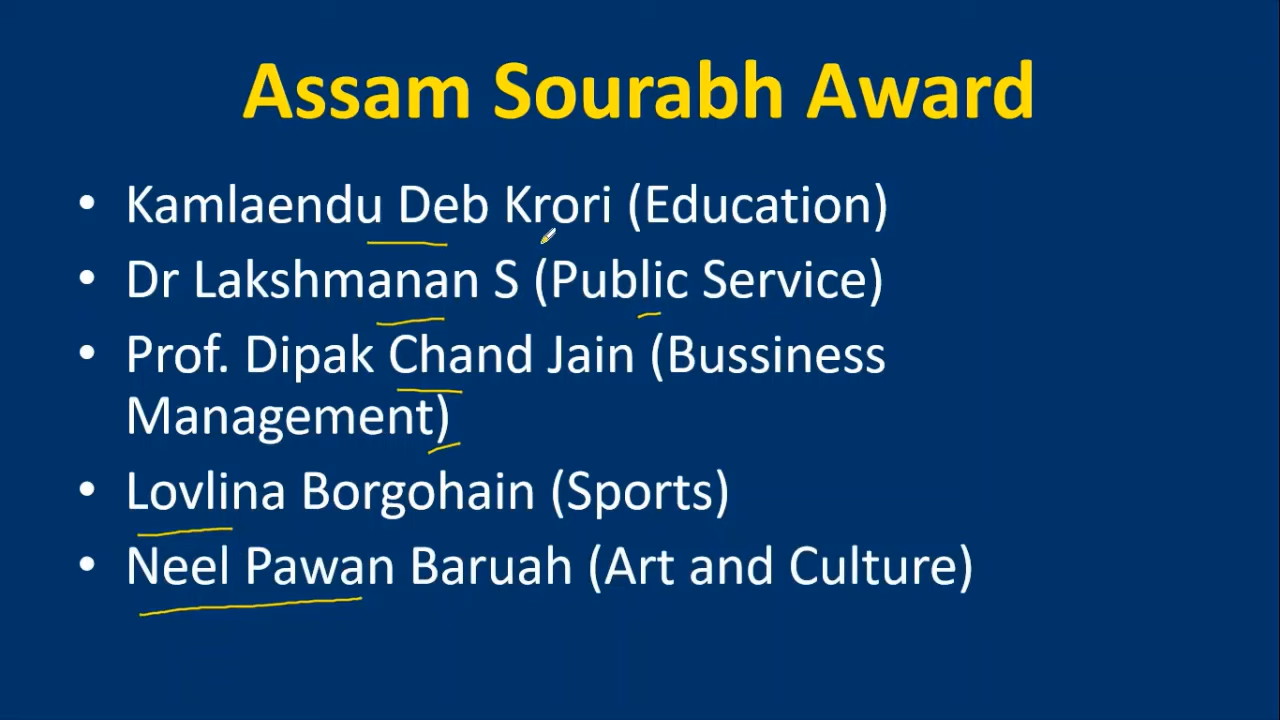 Assam Sourabh Award
• Kamlaendu Deb Krori (Education)
• Dr Lakshmanan S (Public Service)
• Prof. Dipak Chand Jain (Bussiness
Management)
• Lovlina Borgohain (Sports)
• Neel Pawan Baruah (Art and Culture)